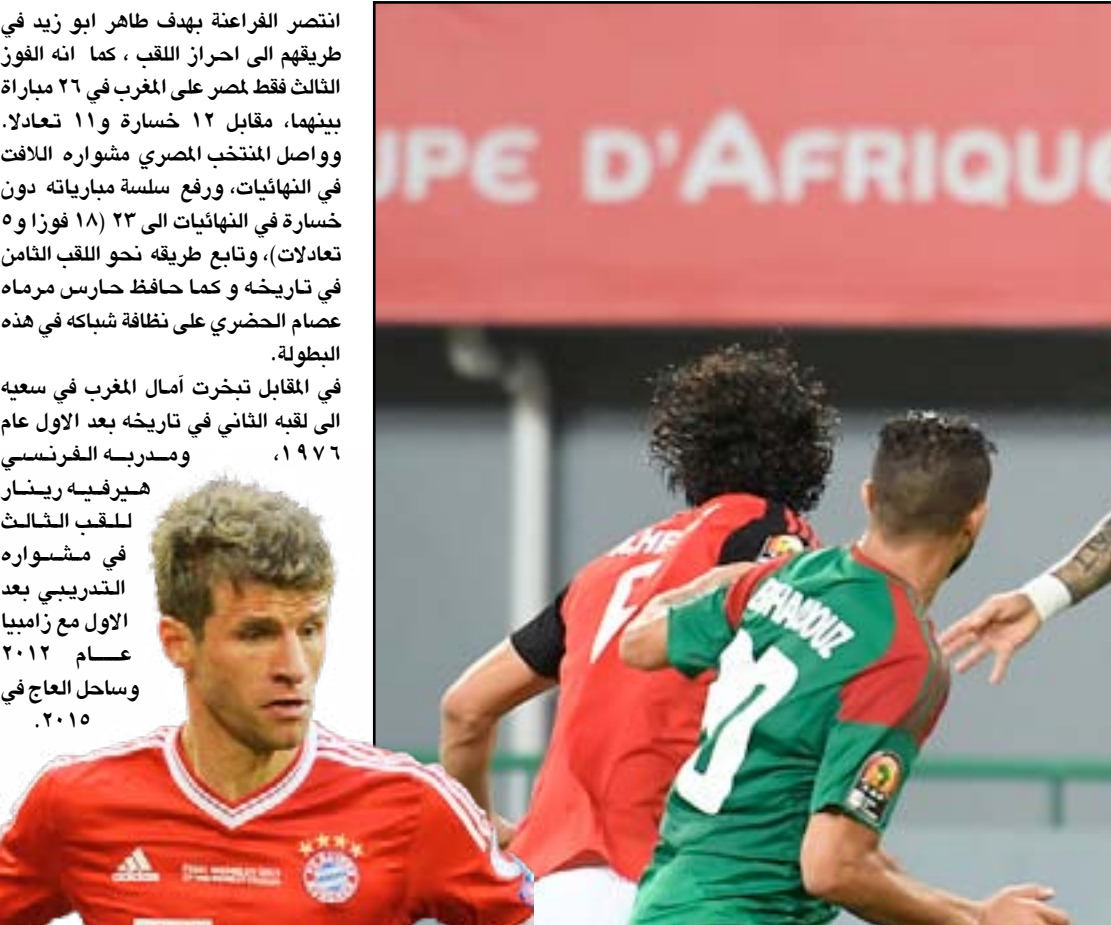 انتصر الفراعنة بهدف طاهر ابو زيد في
طريقهم الى احراز اللقب ، كما انه الفوز
الثالث فقط لمصر على المغرب في ٢٦ مباراة
بينهما، مقابل ١٢ خسارة و١١ تعادلا.
وواصل المنتخب المصري مشواره اللافت
في النهائيات، ورفع سلسة مبارياته دون
خسارة في النهائيات الى ٢٣ (١٨ فوزا و٥
تعادلات)، وتابع طريقه نحو اللقب الثامن
في تاريخه و كما حافظ حارس مرماه
عصام الحضري على نظافة شباكه في هذه
البطولة.
في المقابل تبخرت آمال المغرب في سعيه
الى لقبه الثاني في تاريخه بعد الاول عام
١٩٧٦، ومدربه الفرنسي
هيرفيه رينار
للقب الثالث
في مشواره
التدريبي بعد
الاول مع زامبيا
عام ٢٠١٢
وساحل العاج في
٢٠١٥.
UPE D'AFRIQUE
20
adidas